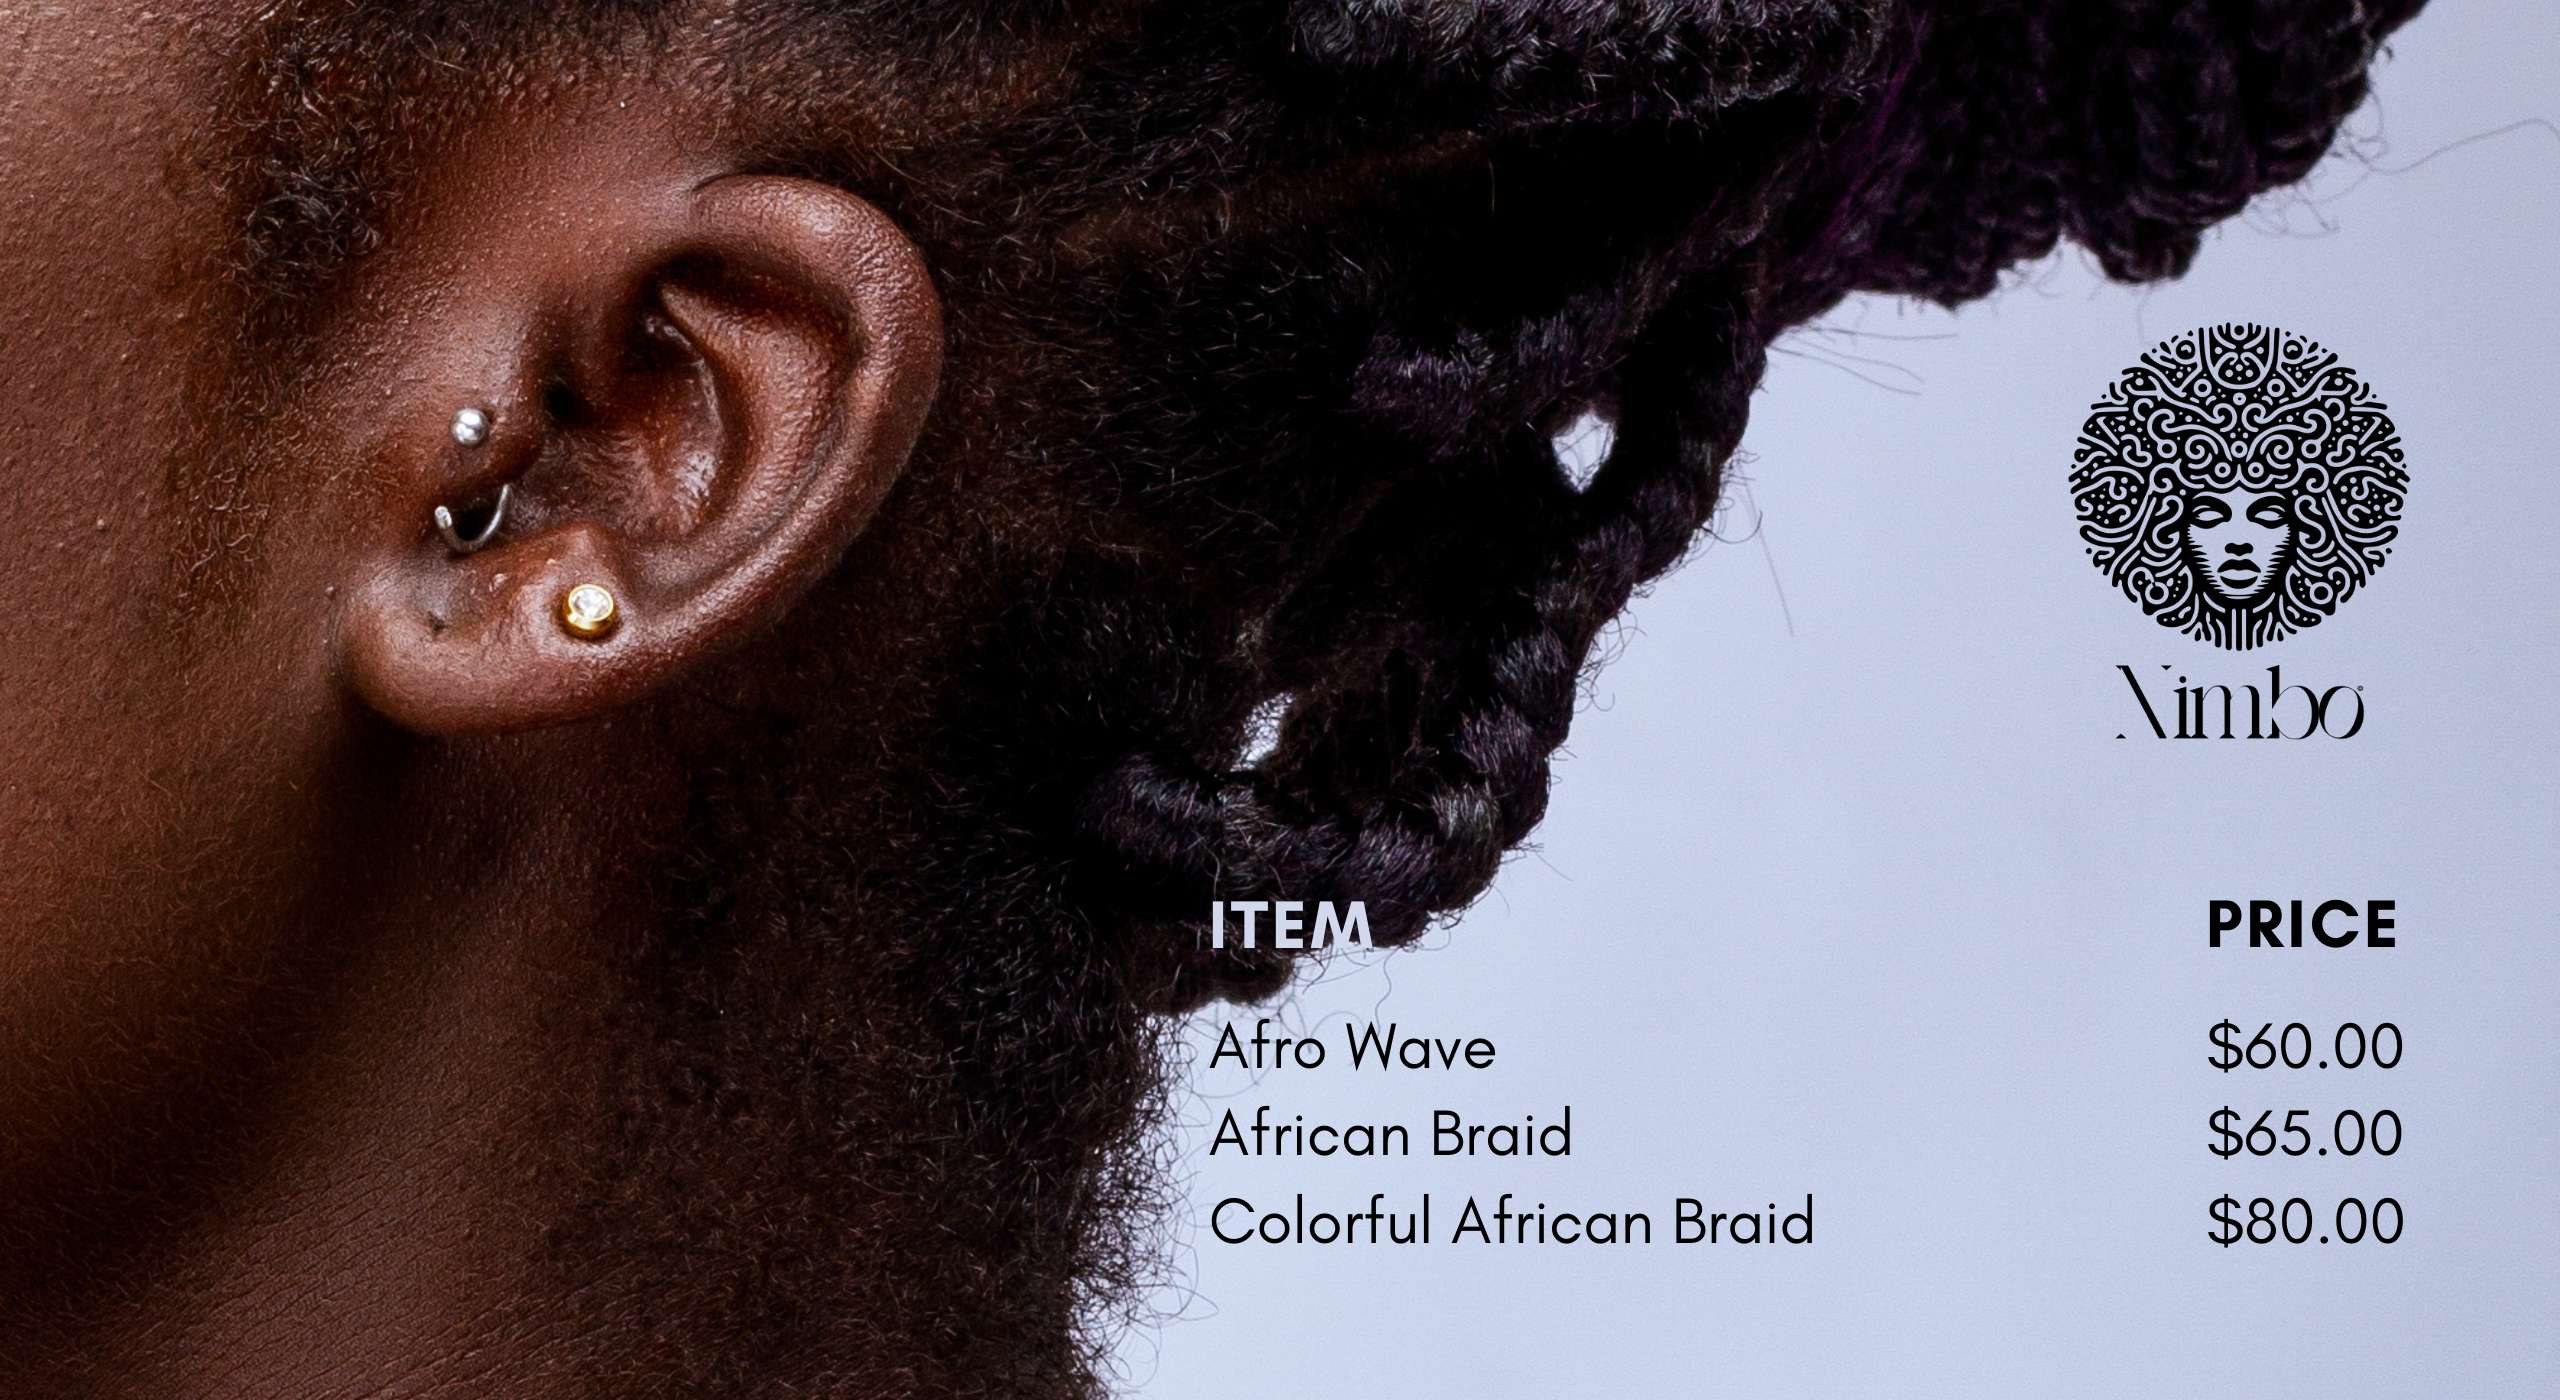 Nimbo
ITEM PRICE
Afro Wave $60.00
African Braid $65.00
Colorful African Braid $80.00